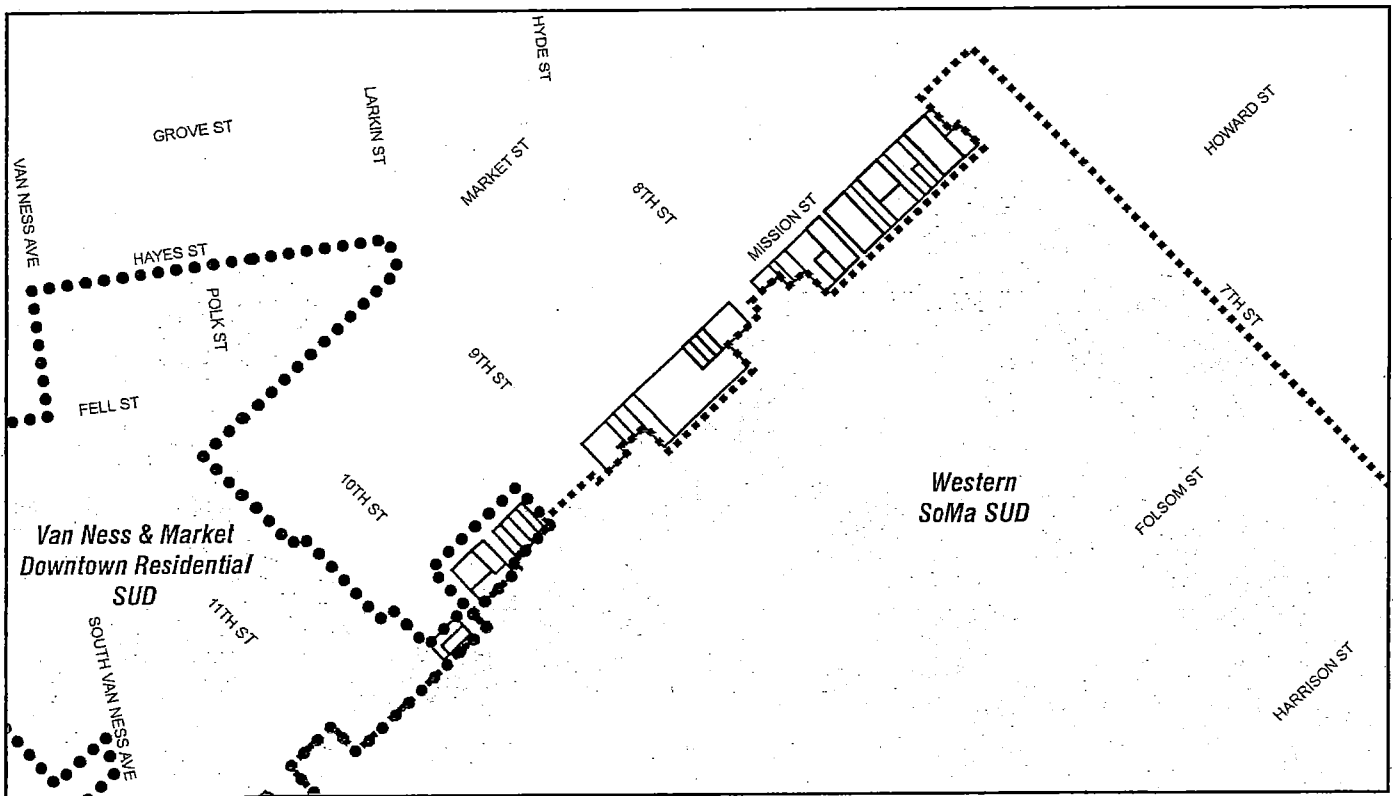 HYDE ST
LARKIN ST
GROVE ST
MARKET ST
HOWARD ST
VAN NESS AVE
8TH ST
MISSION ST
HAYES ST
POLK ST
7TH ST
9TH ST
FELL ST
10TH ST
Western
SoMa SUD
FOLSOM ST
Van Ness & Market
Downtown Residential
SUD
11TH ST
SOUTH VAN NESS AVE
HARRISON ST